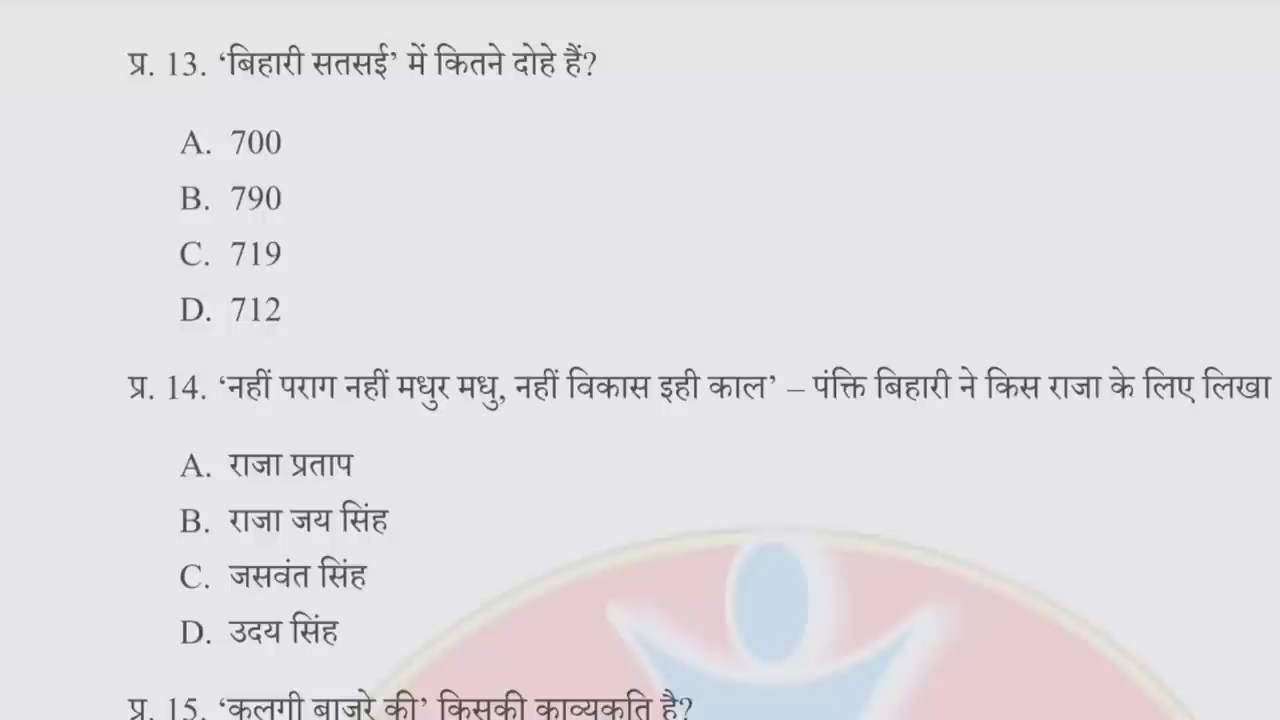 प्र. 13. ‘बिहारी सतसई’ में कितने दोहे हैं?
A. 700
B. 790
C. 719
D. 712
प्र. 14. ‘नहीं पराग नहीं मधुर मधु, नहीं विकास इही काल’ – पंक्ति बिहारी ने किस राजा के लिए लिखा
A. राजा प्रताप
B. राजा जय सिंह
C. जसवंत सिंह
D. उदय सिंह
प्र. 15. ‘कलगी बाजरे की’ किसकी काव्यकृति है?